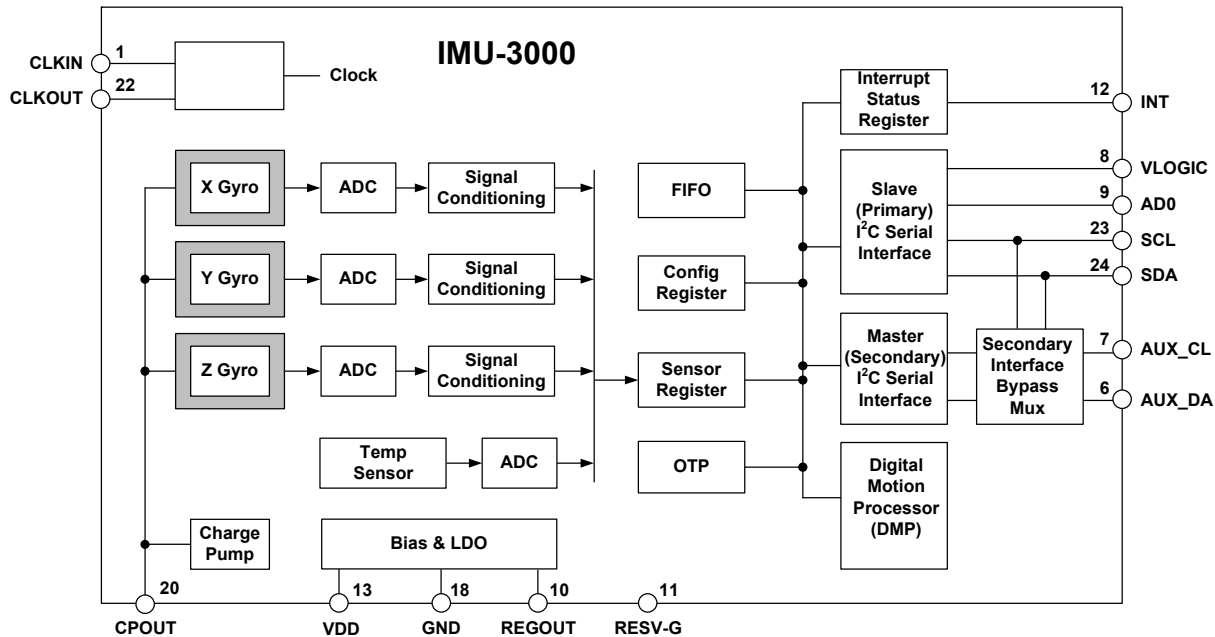 IMU-3000
CLKIN
1
22
CLKOUT
Clock
Interrupt
Status
Register
12
INT
X Gyro
ADC
Signal
Conditioning
FIFO
Slave
(Primary)
I²C Serial
Interface
8
VLOGIC
9
AD0
23
SCL
24
SDA
Y Gyro
ADC
Signal
Conditioning
Config
Register
Z Gyro
ADC
Signal
Conditioning
Sensor
Register
Master
(Secondary)
I²C Serial
Interface
Secondary
Interface
Bypass
Mux
7
AUX_CL
6
AUX_DA
Temp
Sensor
ADC
OTP
Digital
Motion
Processor
(DMP)
Charge
Pump
Bias & LDO
20
13
18
10
11
CPOUT
VDD
GND
REGOUT
RESV-G